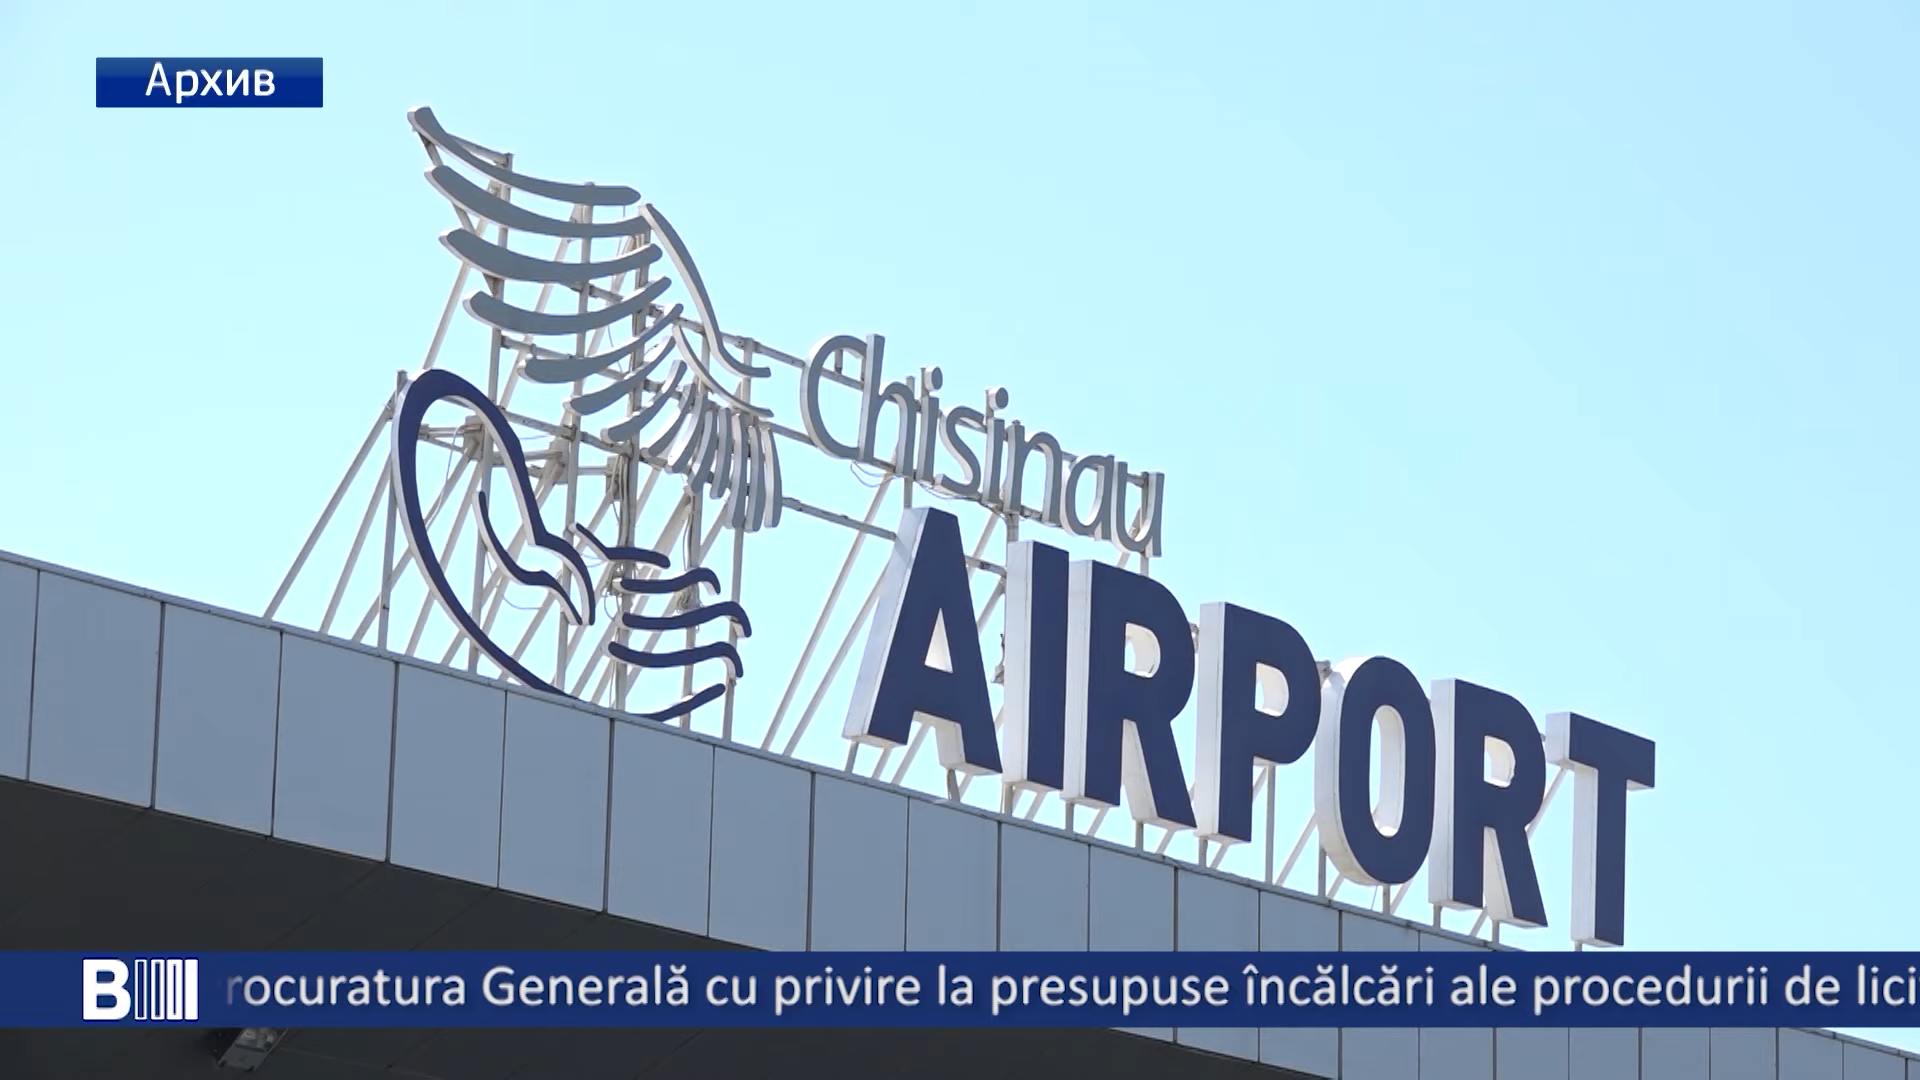 Архив
Chisinau
AIRPORT
B rocuratura Generală cu privire la presupuse încălcări ale procedurii de lici